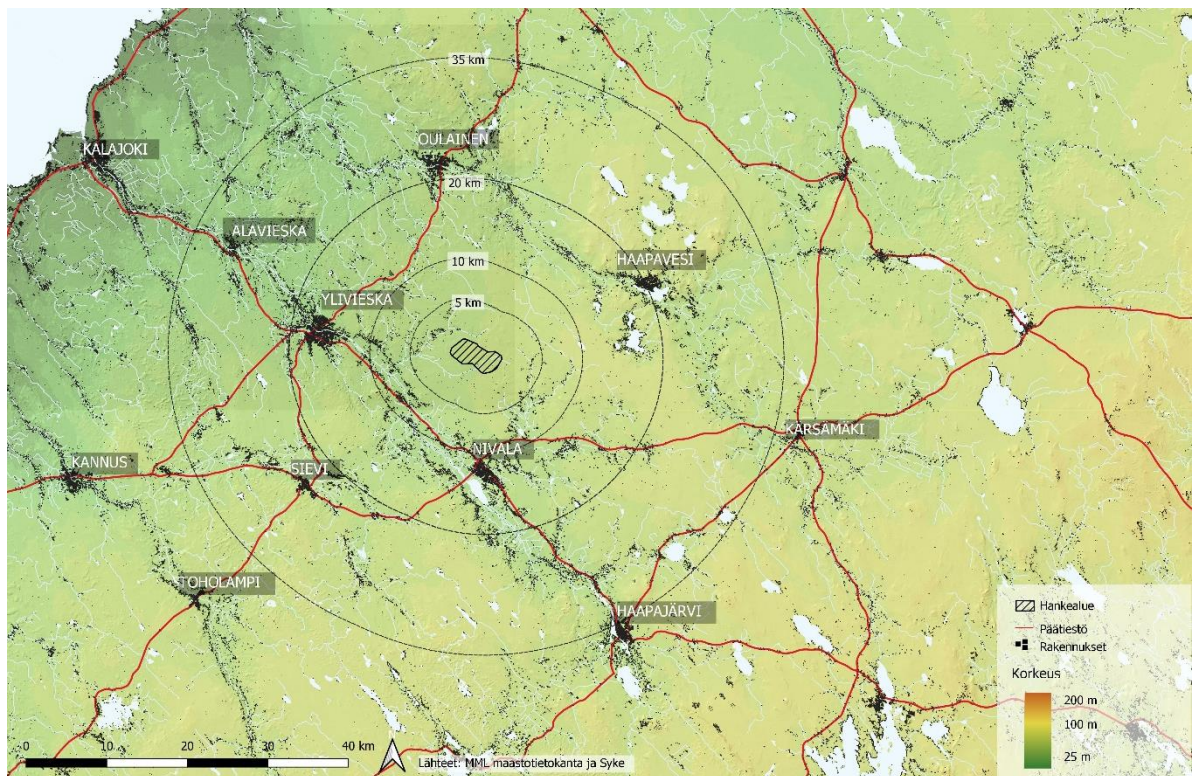 35 km
KALAJOKI
OULAINEN
20 km
ALAVIESKA
HAAPAVESI
10 km
YLIVIESKA
5 km
KÄRSÄMÄKI
NIVALA
KANNUS
SIEVI
TOHOLAMPI
HAAPAJÄRVI
Hankealue
Päätiestö
Rakennukset
Korkeus
200 m
100 m
25 m
0 10 20 30 40 km
Lähteet: MML maastotietokanta ja Syke